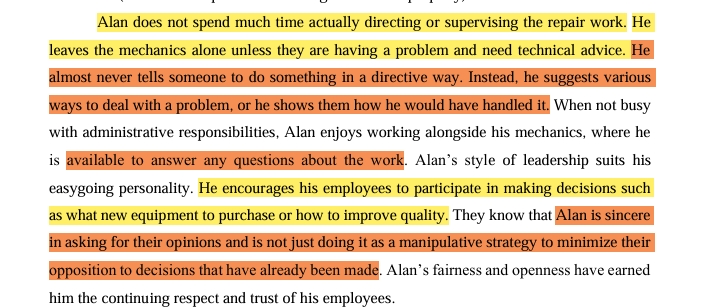 Alan does not spend much time actually directing or supervising the repair work. He
leaves the mechanics alone unless they are having a problem and need technical advice. He
almost never tells someone to do something in a directive way. Instead, he suggests various
ways to deal with a problem, or he shows them how he would have handled it. When not busy
with administrative responsibilities, Alan enjoys working alongside his mechanics, where he
is available to answer any questions about the work. Alan’s style of leadership suits his
easygoing personality. He encourages his employees to participate in making decisions such
as what new equipment to purchase or how to improve quality. They know that Alan is sincere
in asking for their opinions and is not just doing it as a manipulative strategy to minimize their
opposition to decisions that have already been made. Alan’s fairness and openness have earned
him the continuing respect and trust of his employees.